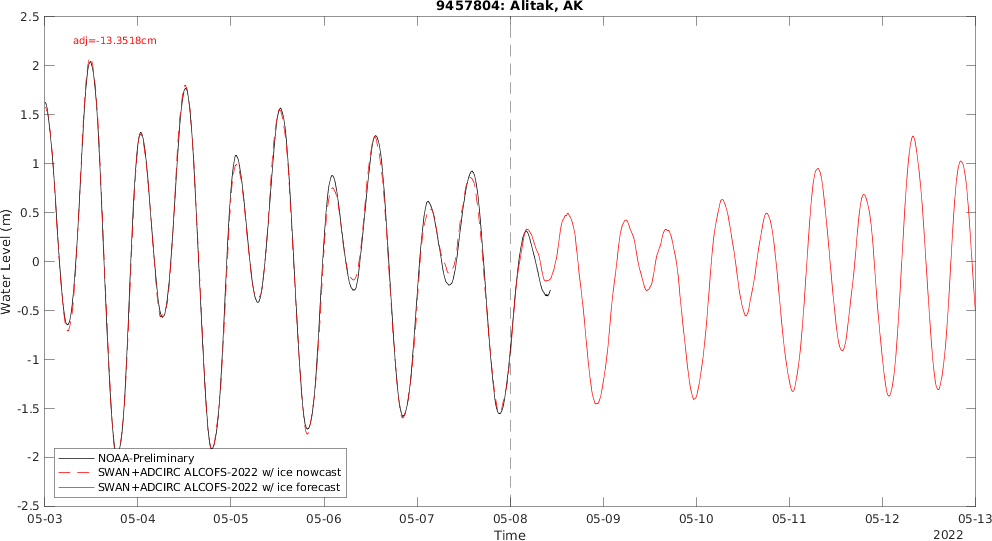 9457804: Alitak, AK
adj=-13.3518cm
2.5
2
1.5
1
0.5
0
-0.5
-1
-1.5
-2
-2.5
Water Level (m)
NOAA-Preliminary
SWAN+ADCIRC ALCOFS-2022 w/ ice nowcast
SWAN+ADCIRC ALCOFS-2022 w/ ice forecast
05-03 05-04 05-05 05-06 05-07 05-08 05-09 05-10 05-11 05-12 05-13
Time
2022